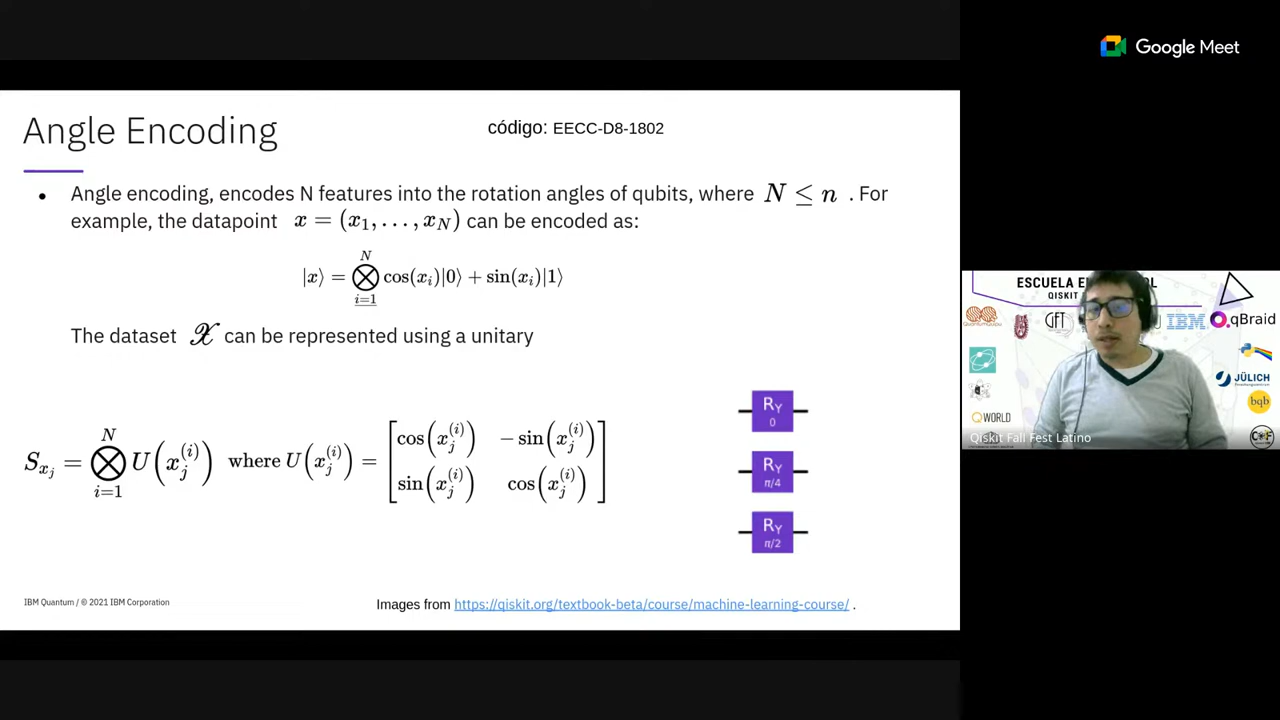 Google Meet
Angle Encoding
código: EECC-D8-1802
• Angle encoding, encodes N features into the rotation angles of qubits, where N ≤ n . For
example, the datapoint x = (x₁, . . . , x_N) can be encoded as:
|x⟩ = ⨂_{i=1}^{N} cos(x_i)|0⟩ + sin(x_i)|1⟩
The dataset 𝒳 can be represented using a unitary
S_{x_j} = ⨂_{i=1}^{N} U(x_j^{(i)}) where U(x_j^{(i)}) = [cos(x_j^{(i)}) − sin(x_j^{(i)})
sin(x_j^{(i)}) cos(x_j^{(i)})]
R_Y
0
R_Y
π/4
R_Y
π/2
IBM Quantum / © 2021 IBM Corporation
Images from https://qiskit.org/textbook-beta/course/machine-learning-course/ .
ESCUELA
QISKIT
GFT
IBM
qBraid
JÜLICH
QWORLD
bqb
Qiskit Fall Fest Latino